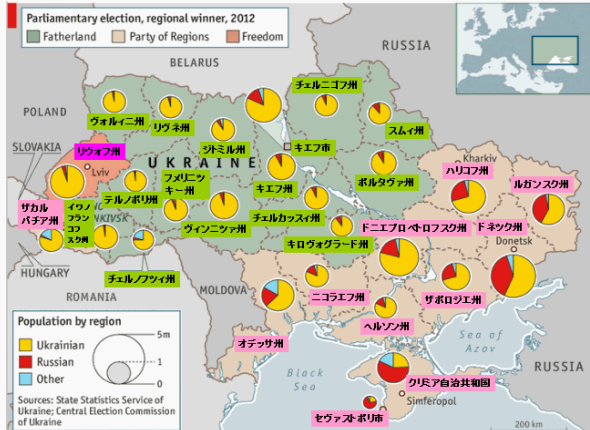 Parliamentary election, regional winner, 2012
Fatherland
Party of Regions
Freedom
RUSSIA
BELARUS
チェルニゴフ州
POLAND
ヴォルィニ州
リヴネ州
スムィ州
ジトミル州
キエフ市
SLOVAKIA
リヴォフ州
UKRAINE
Kharkiv
Lviv
フメリニッ
キー州
キエフ州
ポルタヴァ州
ハリコフ州
ルガンスク州
テルノポリ州
ザカル
パチア州
イワノ
フラン
コフ
スク州
NKIVSK
ヴィンニツァ州
チェルカッスィ州
ドニエプロペトロフスク州
ドネック州
キロヴォグラード州
Donetsk
HUNGARY
チェルノフツィ州
MOLDOVA
ROMANIA
ニコラエフ州
ザポロジエ州
ヘルソン州
オデッサ州
Population by region
5m
1
0
Ukrainian
Russian
Other
Sea of
Azov
RUSSIA
Black
Sea
クリミア自治共和国
Simferopol
セヴァストポリ市
Sources: State Statistics Service of
Ukraine; Central Election Commission
of Ukraine
200 km